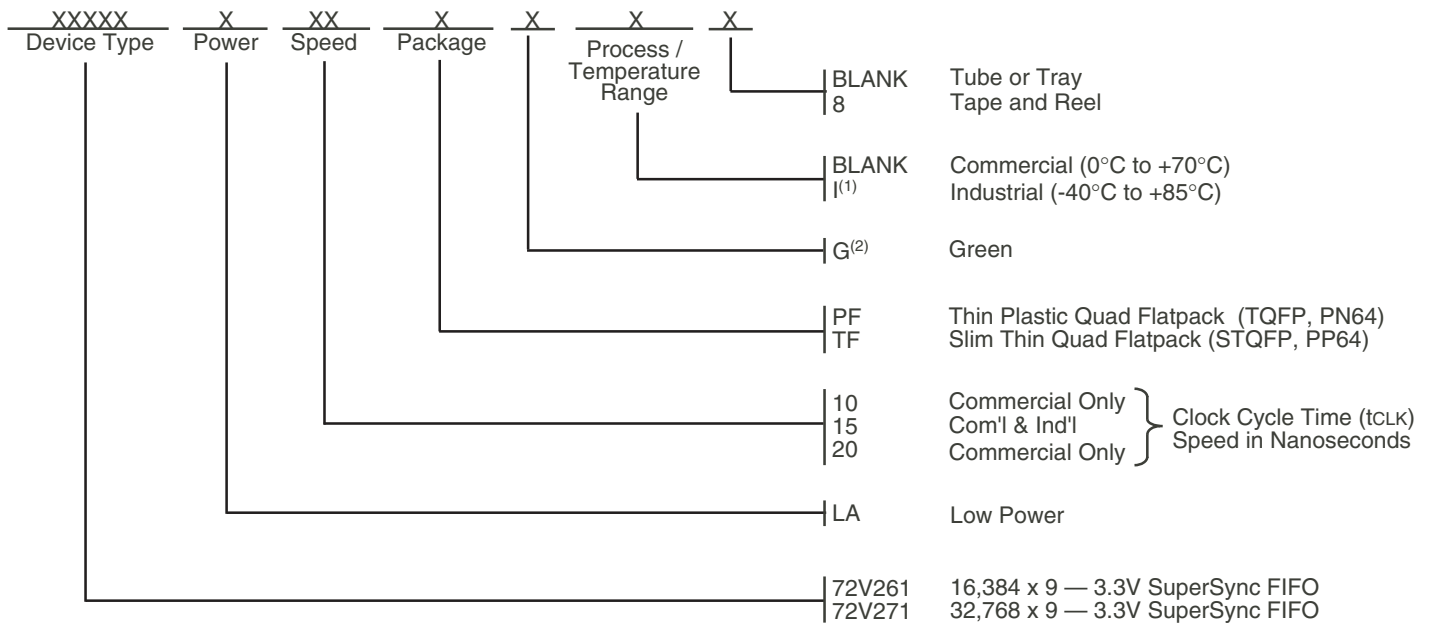 XXXXX X XX X X X X
Device Type Power Speed Package Process / Temperature Range
BLANK Tube or Tray
8 Tape and Reel
BLANK Commercial (0°C to +70°C)
I(1) Industrial (-40°C to +85°C)
G(2) Green
PF Thin Plastic Quad Flatpack (TQFP, PN64)
TF Slim Thin Quad Flatpack (STQFP, PP64)
10 Commercial Only
15 Com'l & Ind'l
20 Commercial Only
Clock Cycle Time (tCLK)
Speed in Nanoseconds
LA Low Power
72V261 16,384 x 9 — 3.3V SuperSync FIFO
72V271 32,768 x 9 — 3.3V SuperSync FIFO